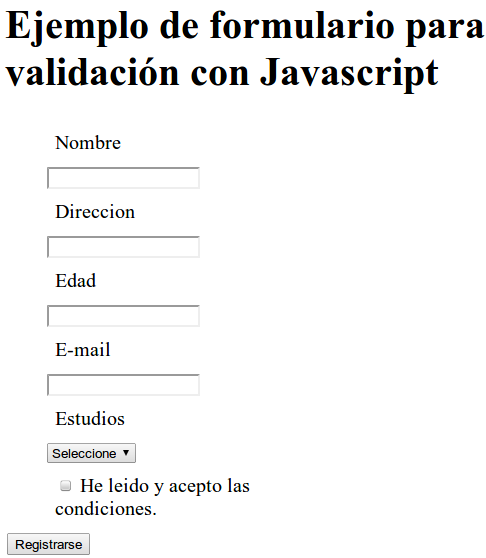 Ejemplo de formulario para
validación con Javascript
Nombre
Direccion
Edad
E-mail
Estudios
Seleccione
He leido y acepto las
condiciones.
Registrarse